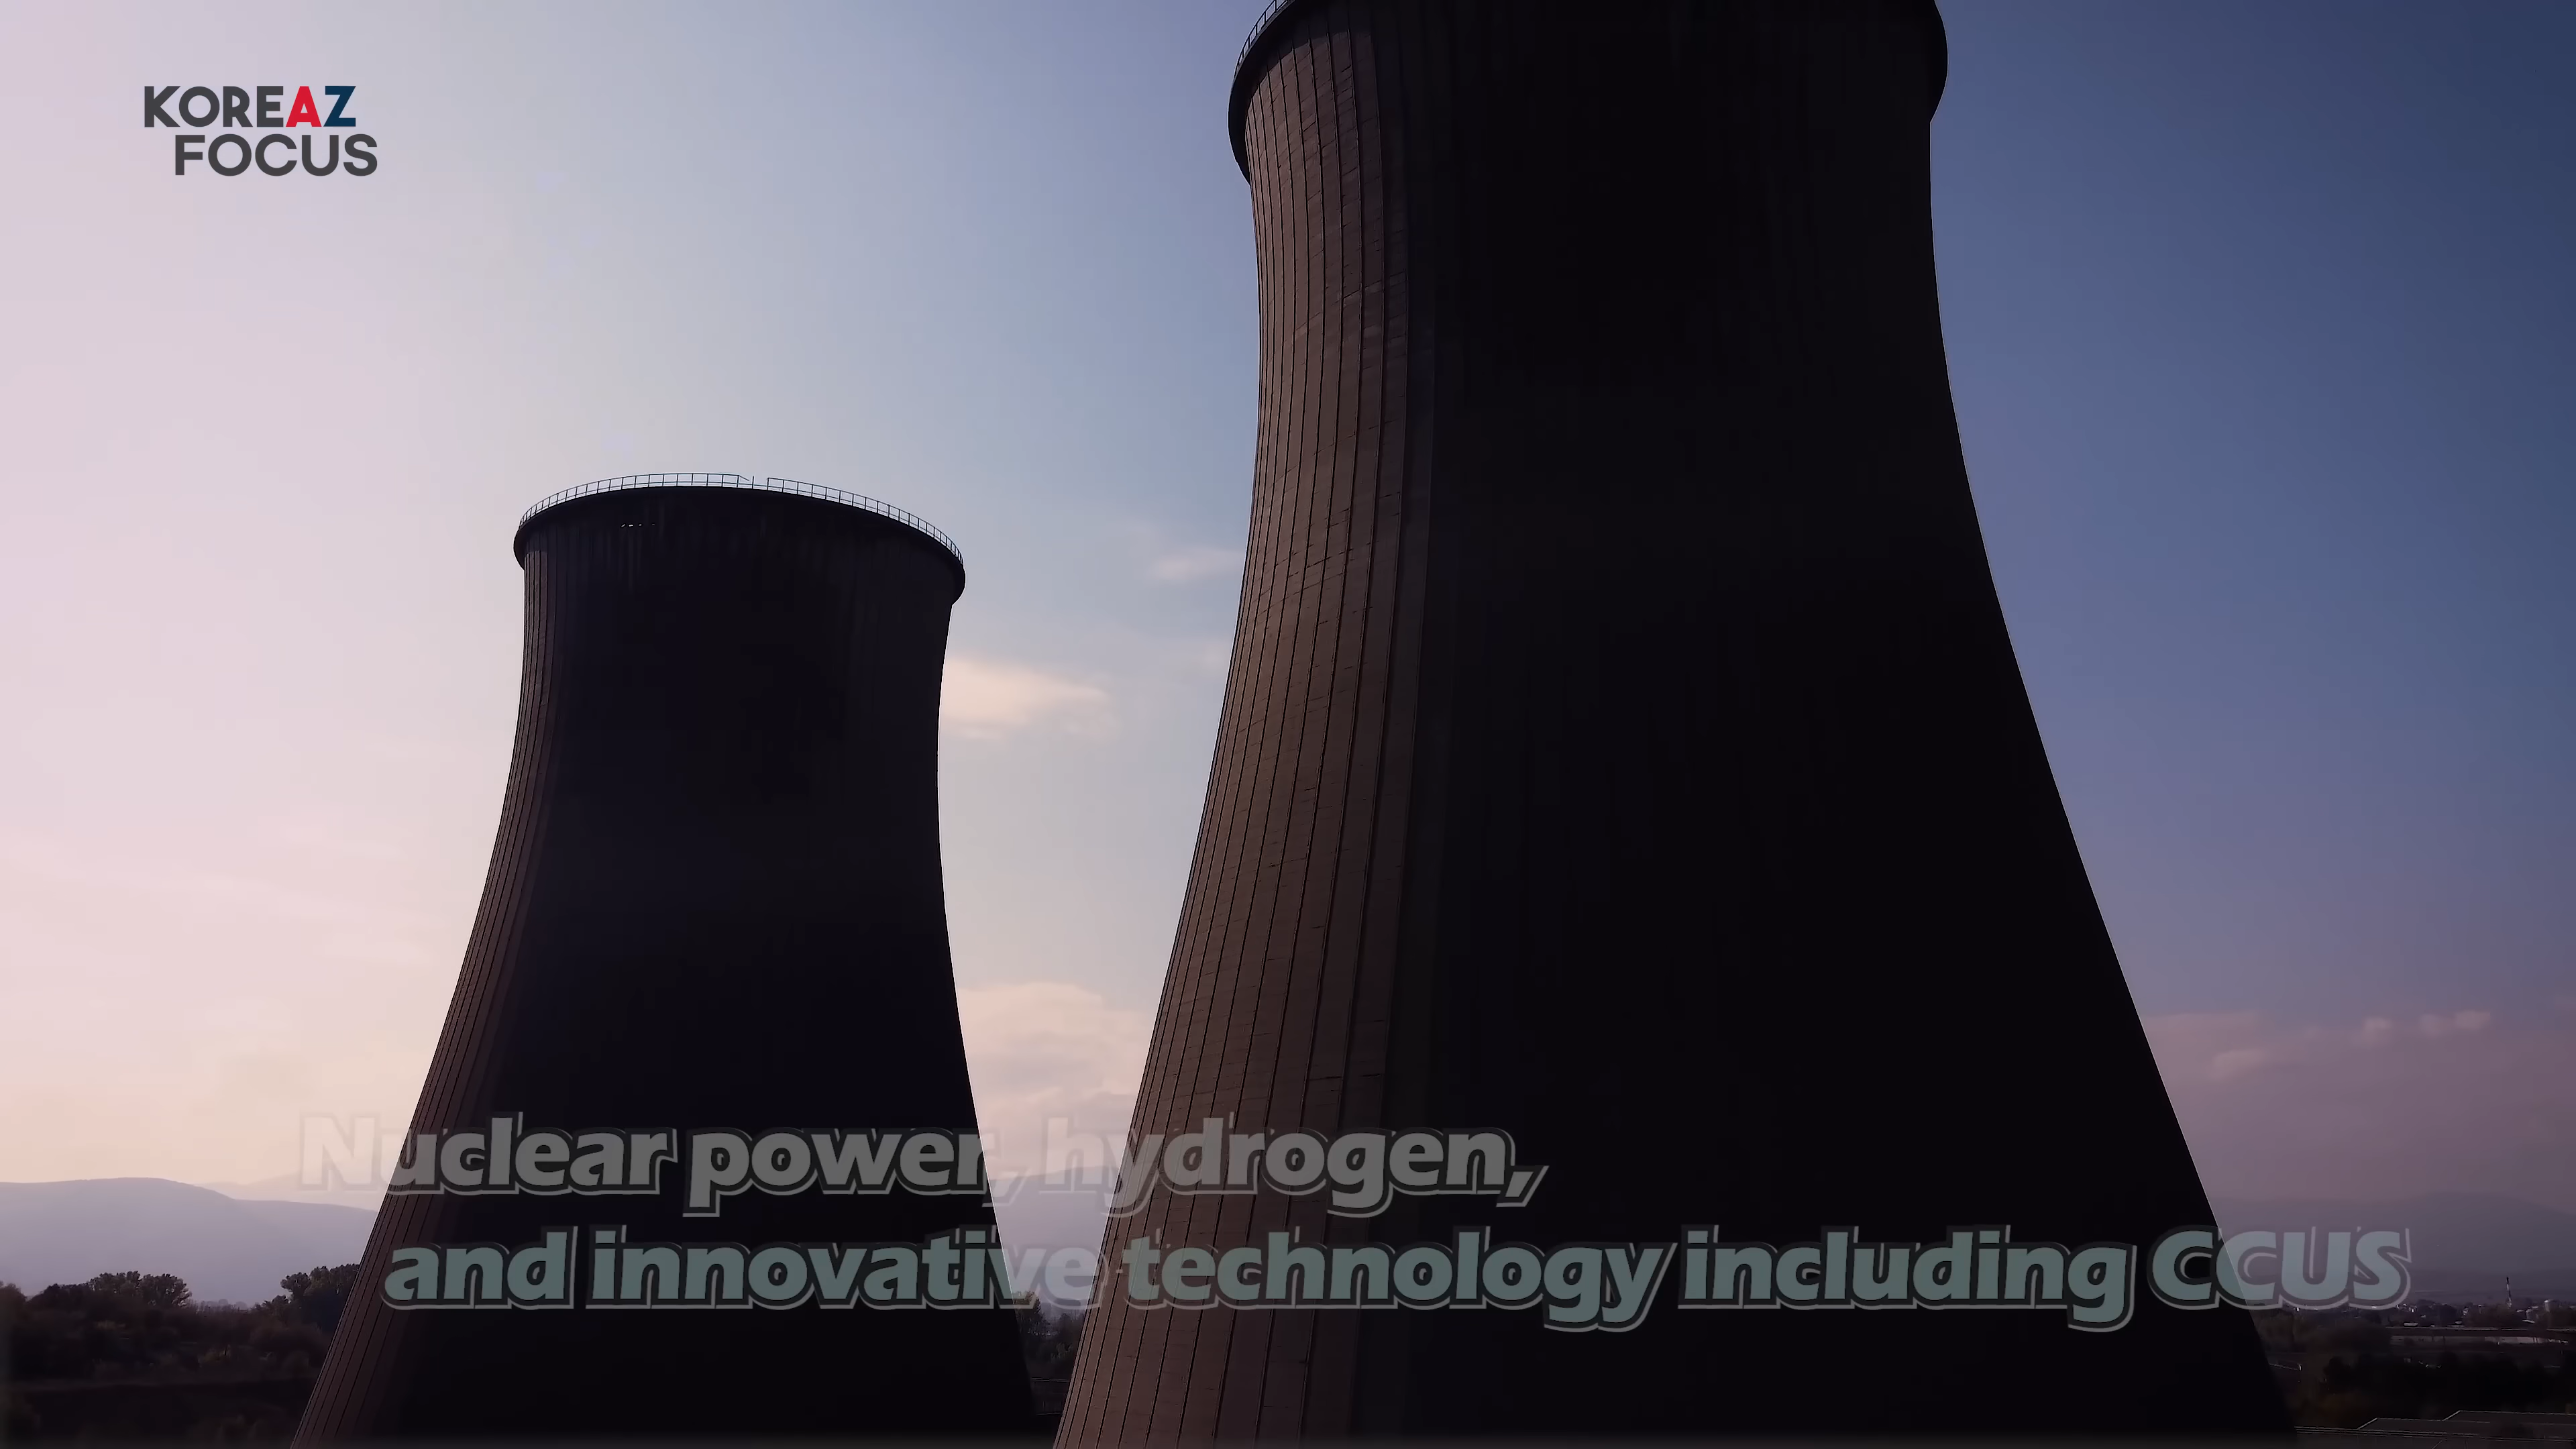 KOREAZ
FOCUS
Nuclear power, hydrogen,
and innovative technology including CCUS